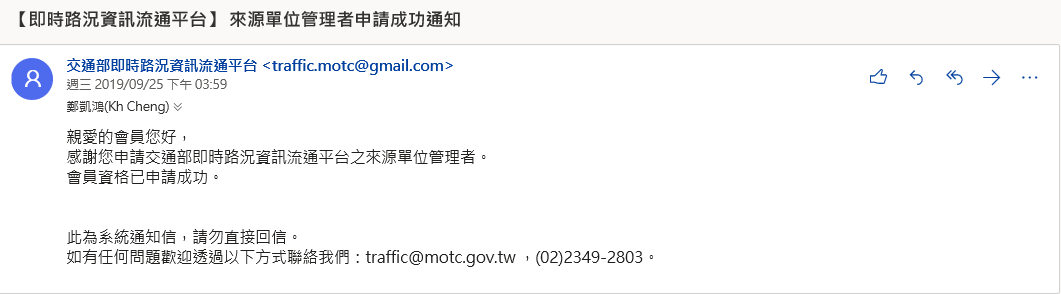 【即時路況資訊流通平台】來源單位管理者申請成功通知
交通部即時路況資訊流通平台 <traffic.motc@gmail.com>
週三 2019/09/25 下午 03:59
鄭凱鴻(Kh Cheng)
親愛的會員您好，
感謝您申請交通部即時路況資訊流通平台之來源單位管理者。
會員資格已申請成功。
此為系統通知信，請勿直接回信。
如有任何問題歡迎透過以下方式聯絡我們：traffic@motc.gov.tw ，(02)2349-2803。